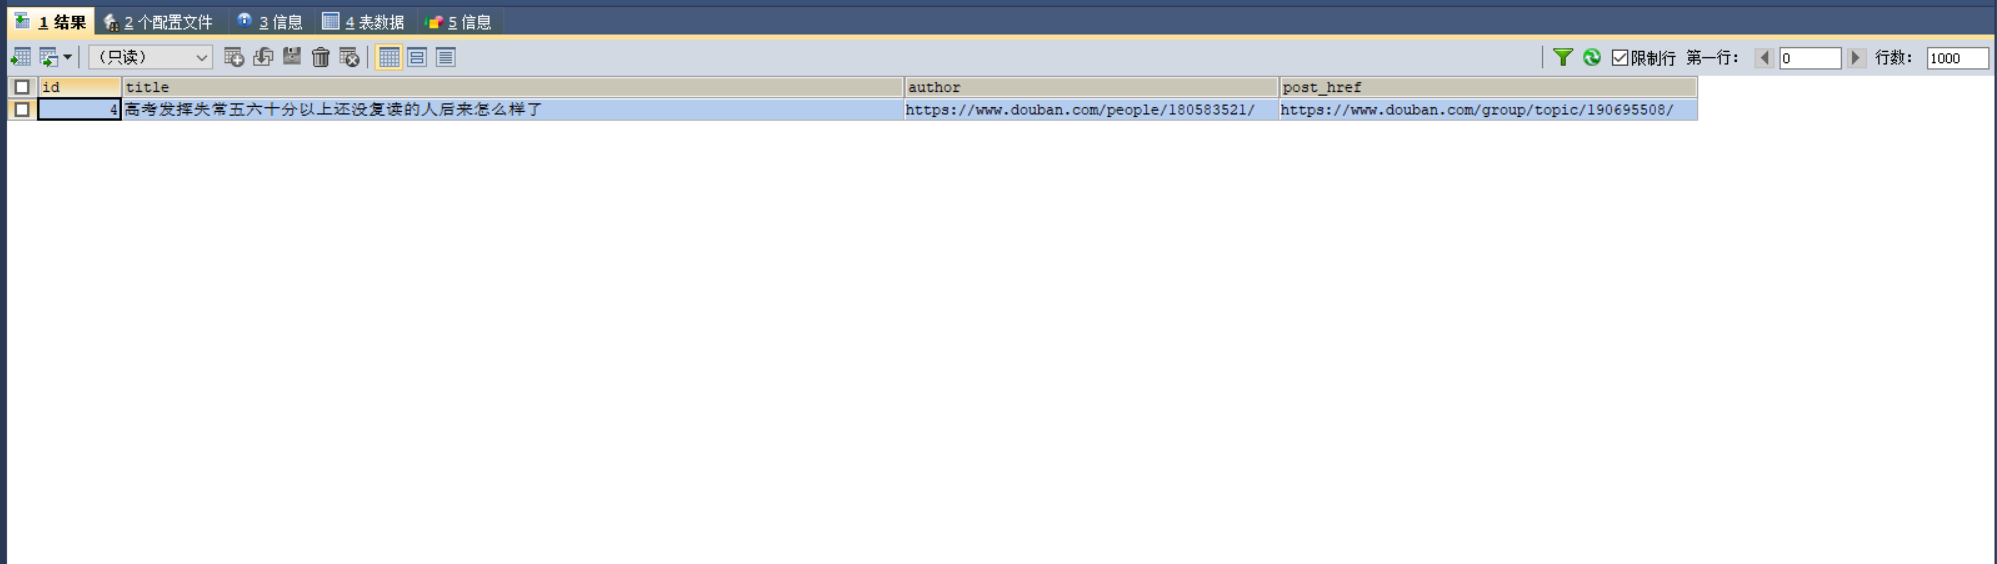 1 结果 2 个配置文件 3 信息 4 表数据 5 信息
（只读） 限制行 第一行： 0 行数： 1000
id title author post_href
4 高考发挥失常五六十分以上还没复读的人后来怎么样了 https://www.douban.com/people/180583521/ https://www.douban.com/group/topic/190695508/